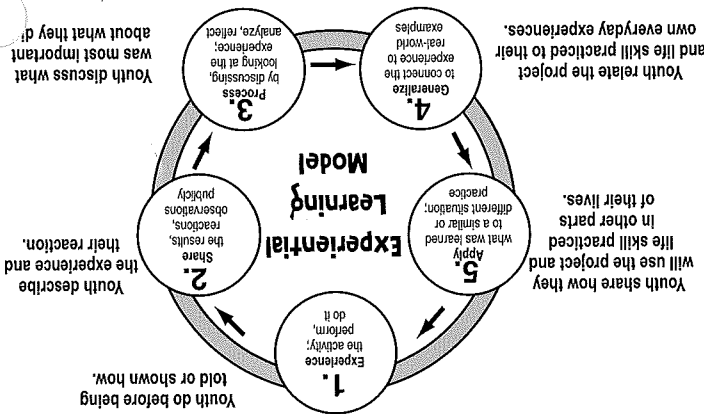 1.
Experience
the activity;
perform,
do it
Youth do before being
told or shown how.
2.
Share
the results,
reactions,
observations
publicly
Youth describe
the experience and
their reaction.
3.
Process
by discussing,
looking at the
experience;
analyze, reflect
Youth discuss what
was most important
about what they di
4.
Generalize
to connect the
experience to
real-world
examples
Youth relate the project
and life skill practiced to their
own everyday experiences.
5.
Apply
what was learned
to a similar or
different situation;
practice
Youth share how they
will use the project and
life skill practiced
in other parts
of their lives.
Experiential
Learning
Model